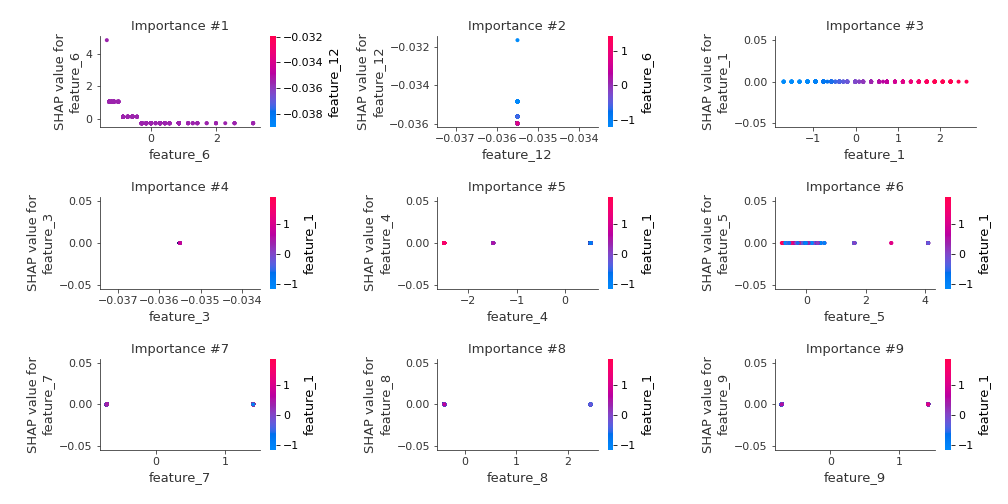 Importance #1
SHAP value for
feature_6
4
2
0
0
2
feature_6
−0.032
−0.034
−0.036
−0.038
feature_12
Importance #2
SHAP value for
feature_12
−0.032
−0.034
−0.036
−0.037
−0.036
−0.035
−0.034
feature_12
1
0
−1
feature_6
Importance #3
SHAP value for
feature_1
0.05
0.00
−0.05
−1
0
1
2
feature_1
Importance #4
SHAP value for
feature_3
0.05
0.00
−0.05
−0.037
−0.036
−0.035
−0.034
feature_3
1
0
−1
feature_1
Importance #5
SHAP value for
feature_4
0.05
0.00
−0.05
−2
−1
0
feature_4
1
0
−1
feature_1
Importance #6
SHAP value for
feature_5
0.05
0.00
−0.05
0
2
4
feature_5
1
0
−1
feature_1
Importance #7
SHAP value for
feature_7
0.05
0.00
−0.05
0
1
feature_7
1
0
−1
feature_1
Importance #8
SHAP value for
feature_8
0.05
0.00
−0.05
0
1
2
feature_8
1
0
−1
feature_1
Importance #9
SHAP value for
feature_9
0.05
0.00
−0.05
0
1
feature_9
1
0
−1
feature_1